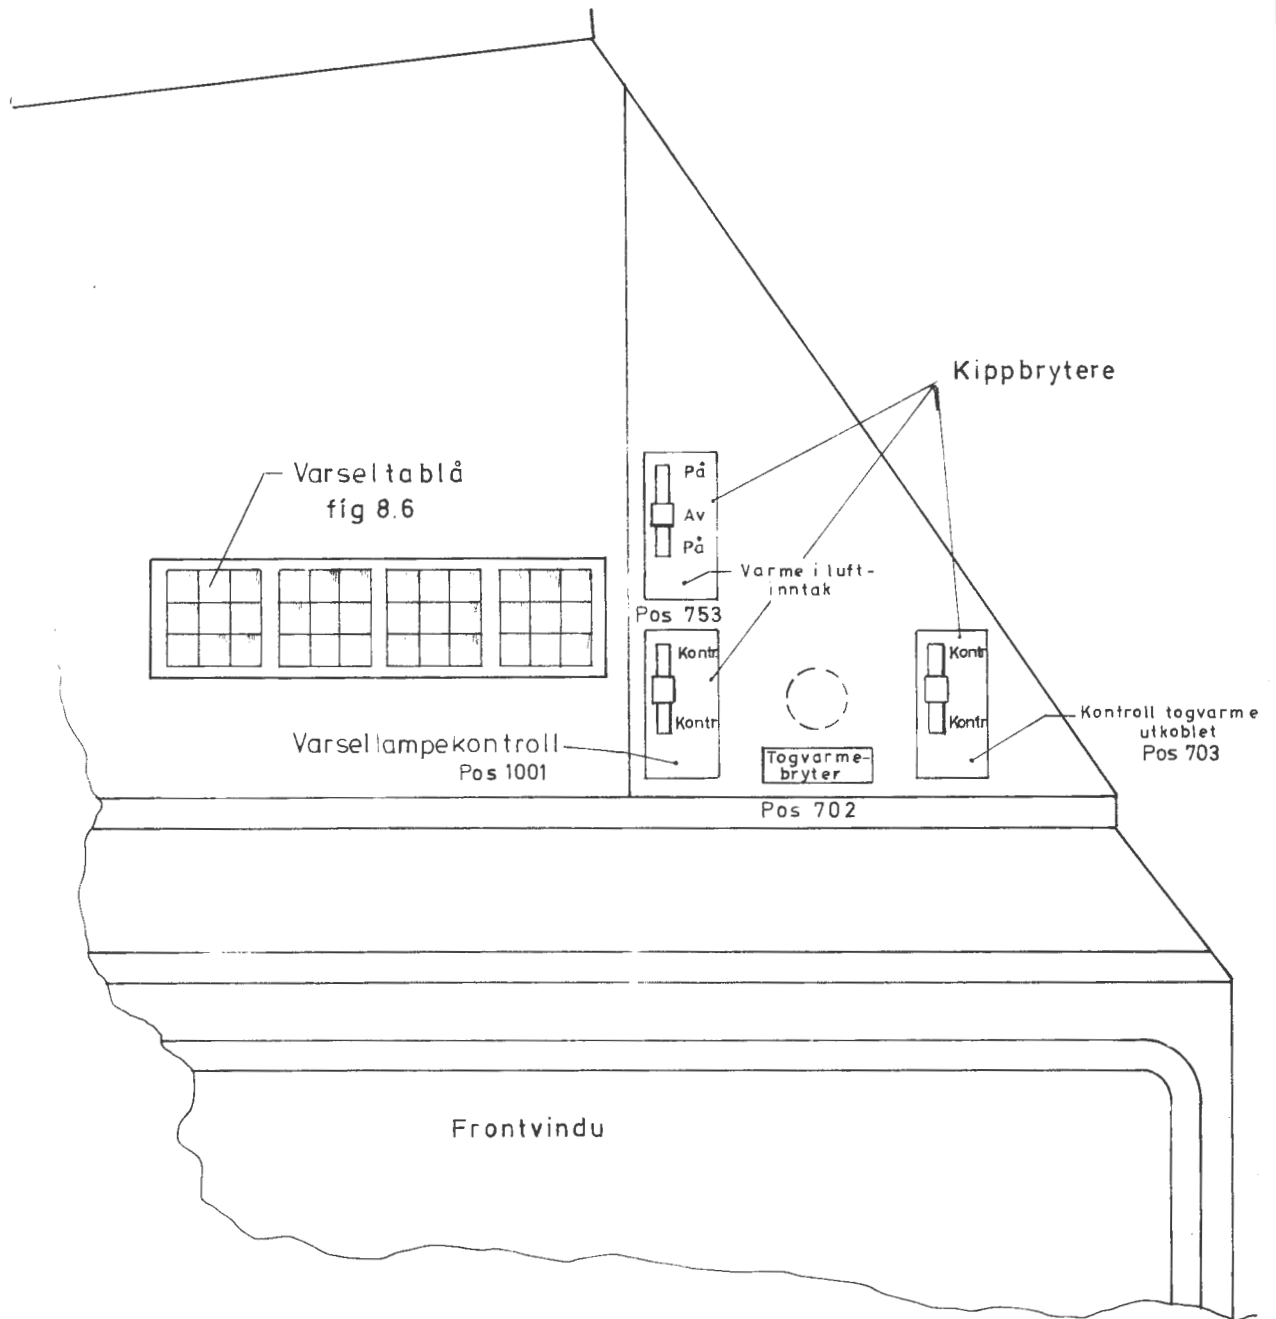 Kippbrytere
Varseltablå
fig 8.6
På
Av
På
Varme i luft-
inntak
Pos 753
Kontr
Kontr
Kontr
Kontr
Varsellampekontroll
Pos 1001
Togvarme-
bryter
Pos 702
Kontroll togvarme
utkoblet
Pos 703
Frontvindu